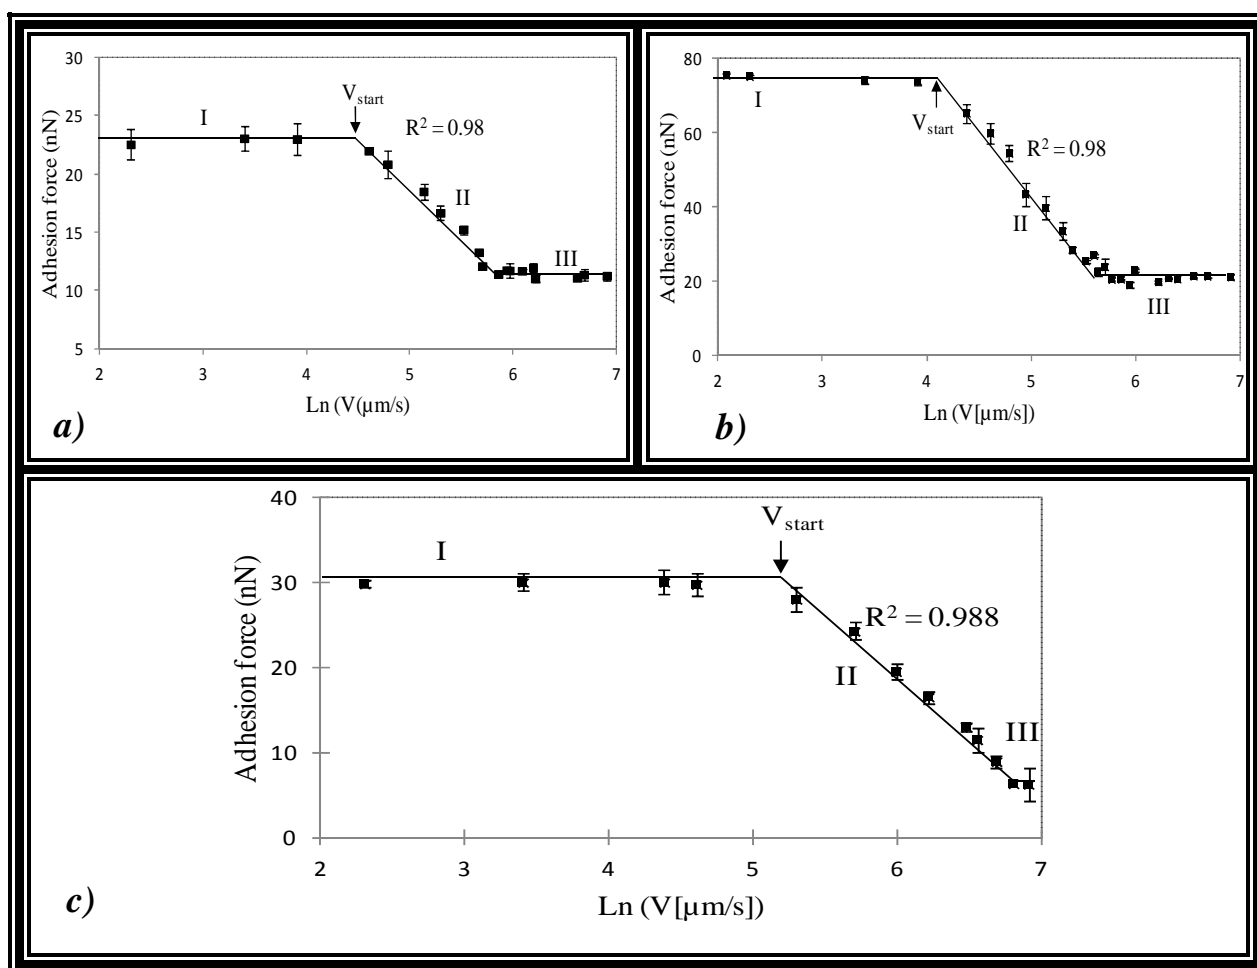 30
25
20
15
10
5
Adhesion force (nN)
I
V_start
R² = 0.98
II
III
2 3 4 5 6 7
Ln (V(µm/s)
a)
80
60
40
20
0
Adhesion force (nN)
I
V_start
R² = 0.98
II
III
2 3 4 5 6 7
Ln (V[µm/s])
b)
40
30
20
10
0
Adhesion force (nN)
I
V_start
R² = 0.988
II
III
2 3 4 5 6 7
Ln (V[µm/s])
c)